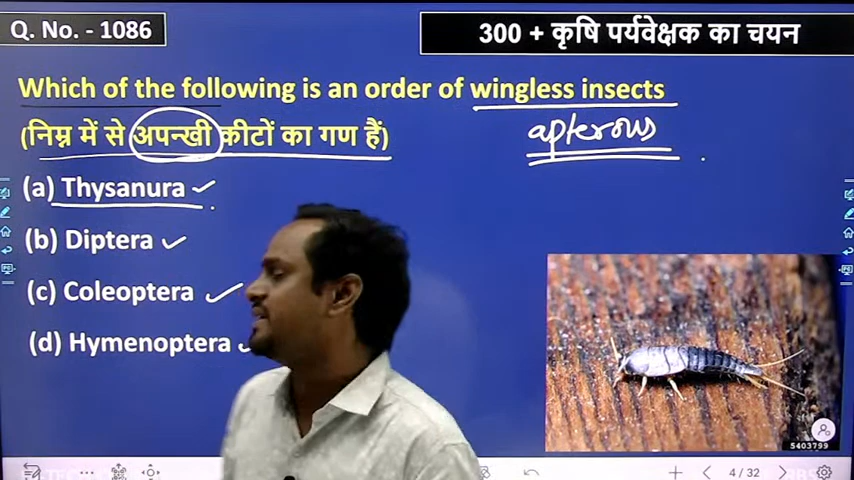 Q. No. - 1086
300 + कृषि पर्यवेक्षक का चयन
Which of the following is an order of wingless insects
(निम्न में से अपन्खी कीटों का गण हैं)
apterous
(a) Thysanura
(b) Diptera
(c) Coleoptera
(d) Hymenoptera
5403799
4 / 32